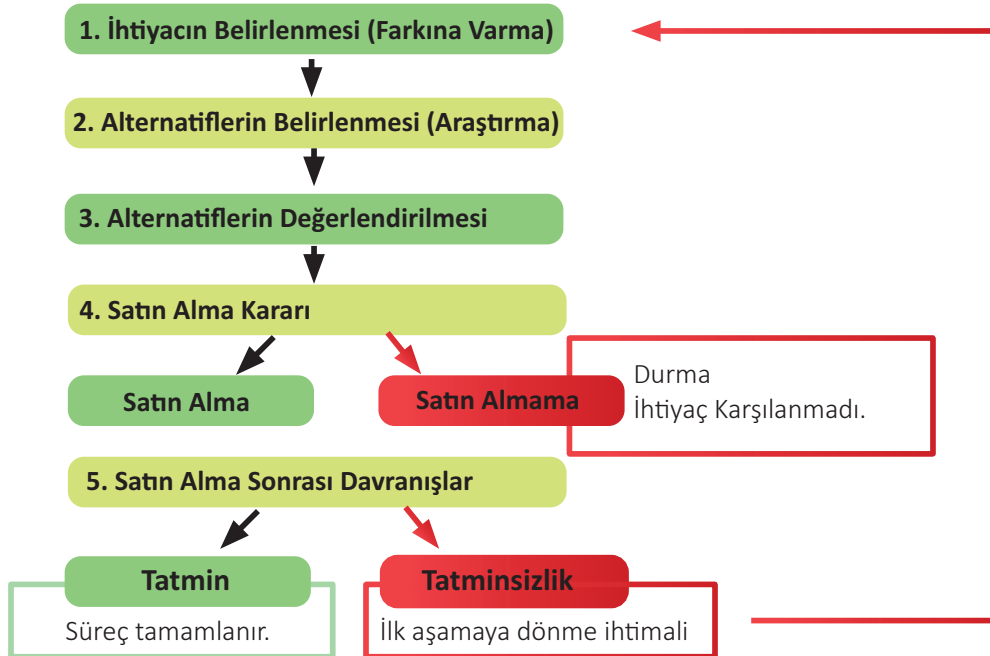 1. İhtiyacın Belirlenmesi (Farkına Varma)
2. Alternatiflerin Belirlenmesi (Araştırma)
3. Alternatiflerin Değerlendirilmesi
4. Satın Alma Kararı
Satın Alma
Satın Almama
Durma
İhtiyaç Karşılanmadı.
5. Satın Alma Sonrası Davranışlar
Tatmin
Süreç tamamlanır.
Tatminsizlik
İlk aşamaya dönme ihtimali